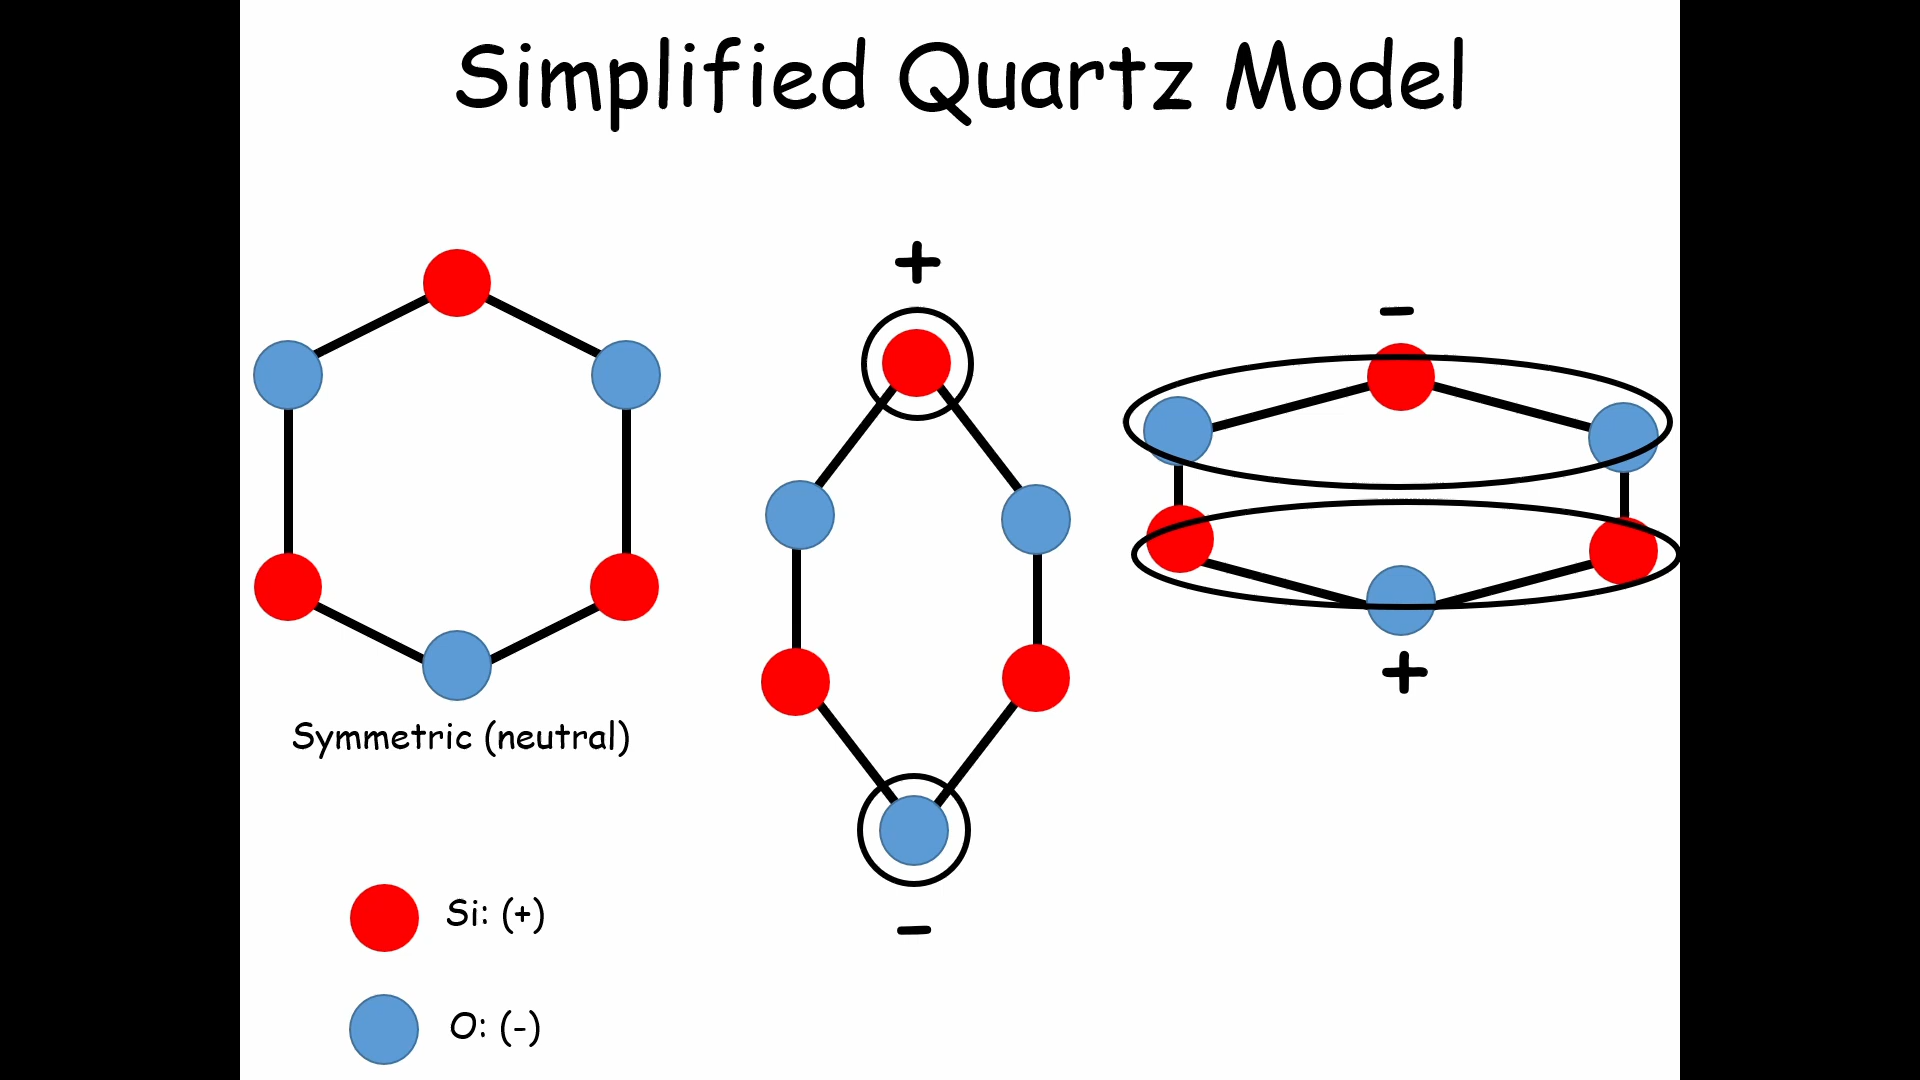 Simplified Quartz Model
+
-
-
+
Symmetric (neutral)
Si: (+)
O: (-)